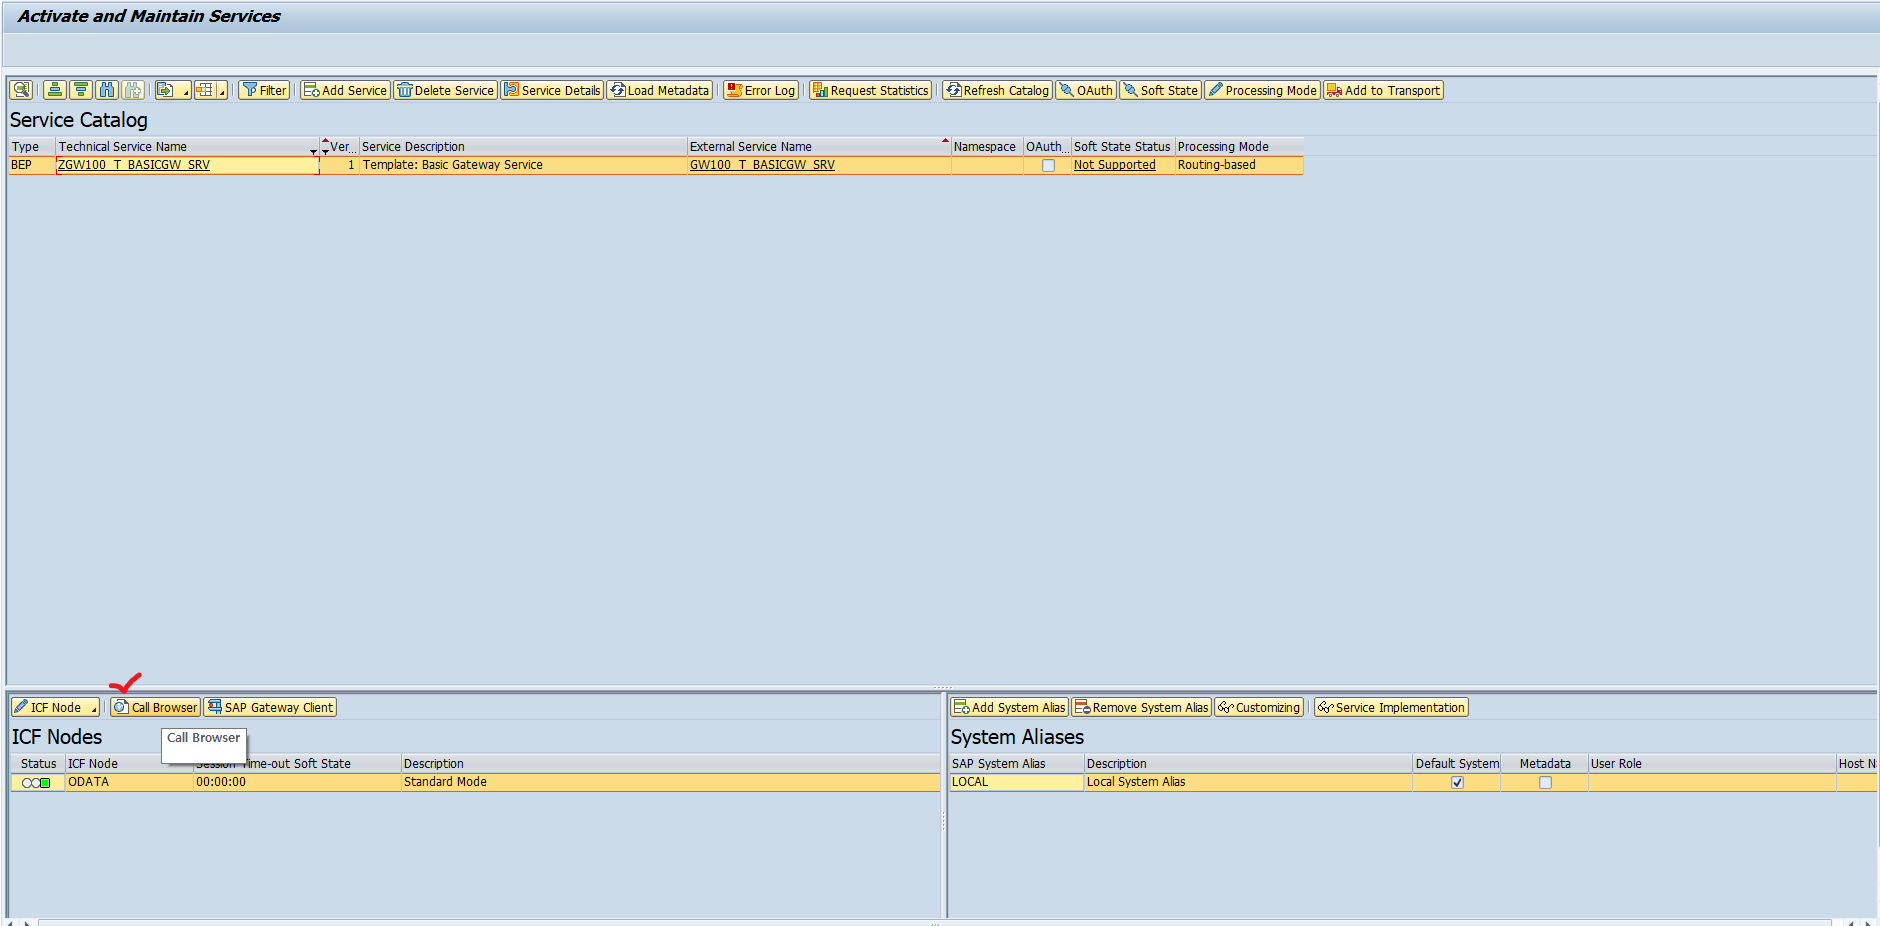 Activate and Maintain Services
Filter Add Service Delete Service Service Details Load Metadata Error Log Request Statistics Refresh Catalog OAuth Soft State Processing Mode Add to Transport
Service Catalog
Type Technical Service Name Ver... Service Description External Service Name Namespace OAuth... Soft State Status Processing Mode
BEP ZGW100_T_BASICGW_SRV 1 Template: Basic Gateway Service GW100_T_BASICGW_SRV Not Supported Routing-based
ICF Node Call Browser SAP Gateway Client Add System Alias Remove System Alias Customizing Service Implementation
ICF Nodes Call Browser System Aliases
Status ICF Node Session Time-out Soft State Description SAP System Alias Description Default System Metadata User Role Host N
ODATA 00:00:00 Standard Mode LOCAL Local System Alias